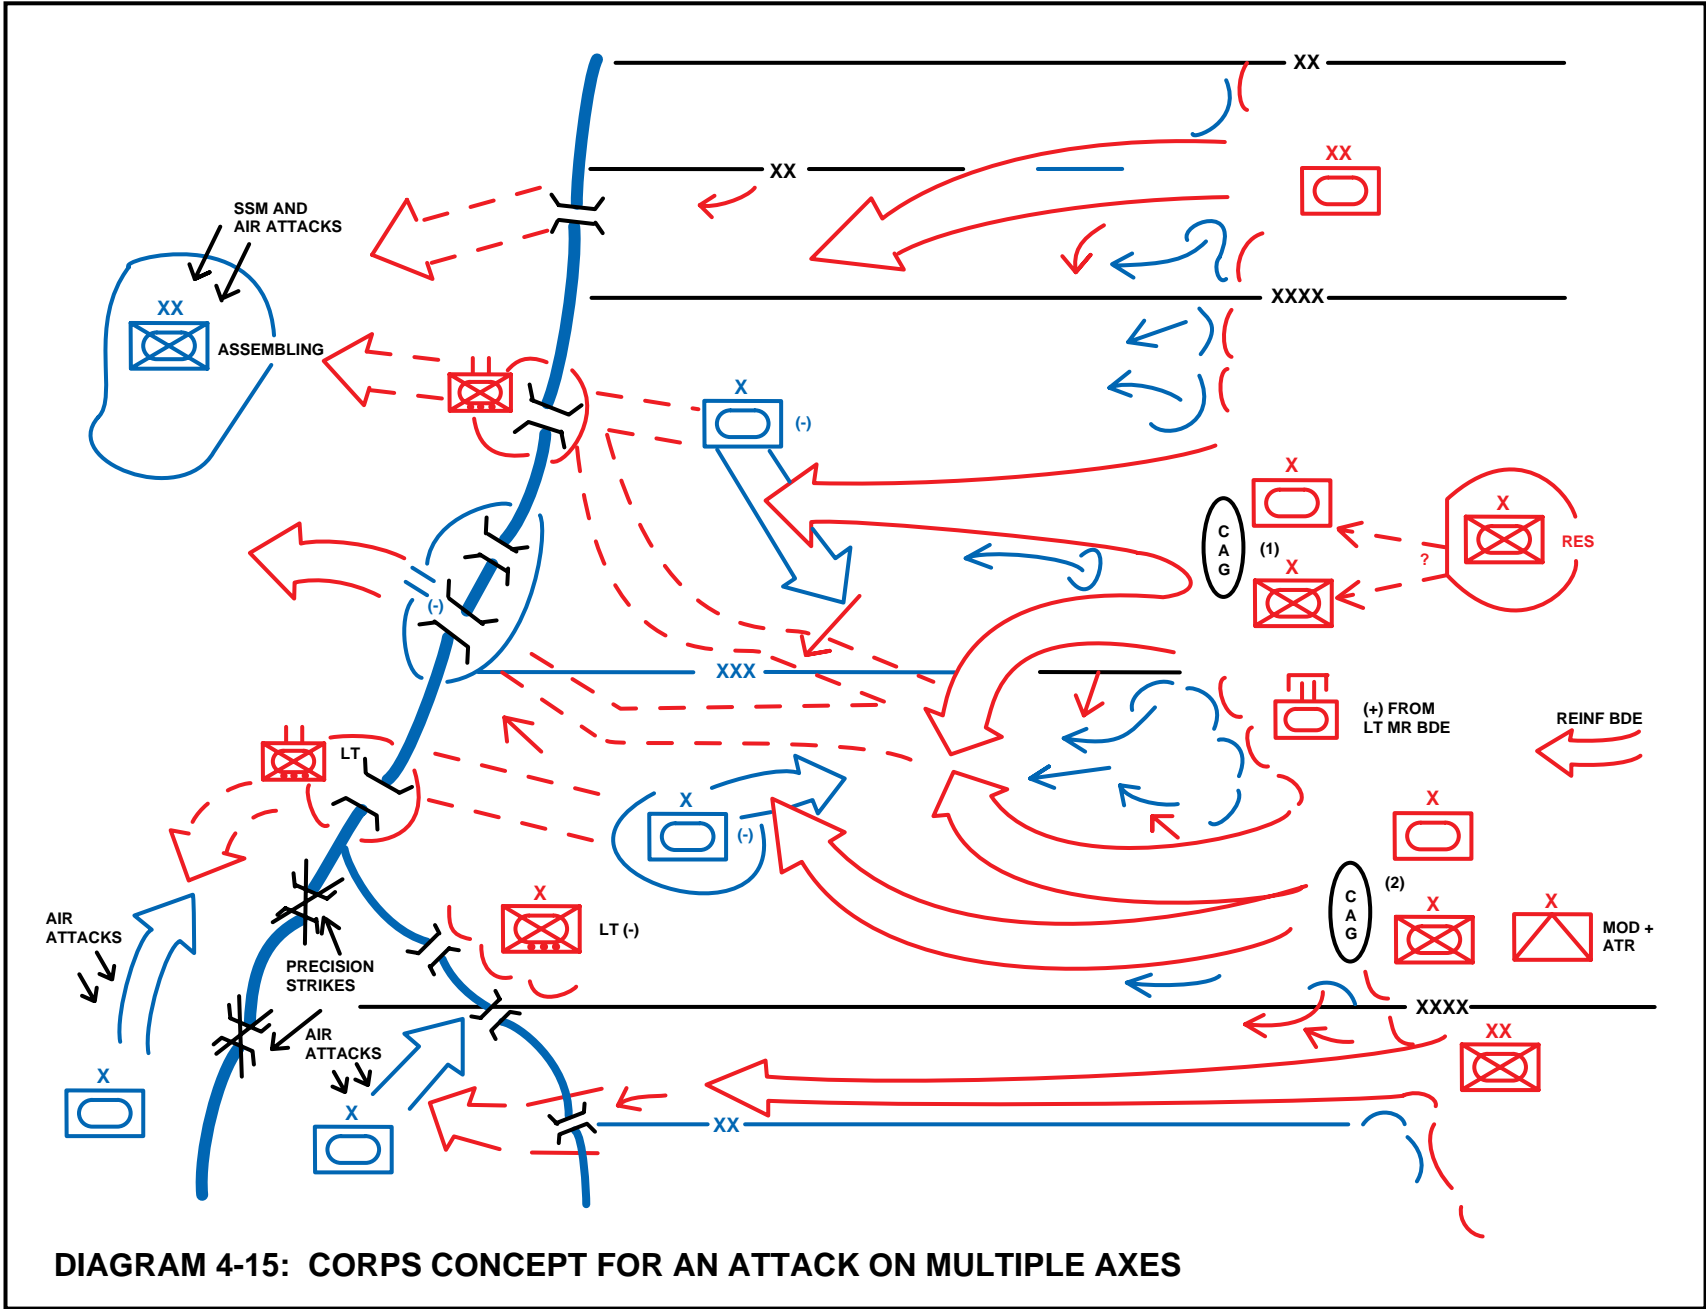 XX
XX
XX
SSM AND
AIR ATTACKS
XXXX
XX
ASSEMBLING
X
(-)
X
X
C
A
G
(1)
RES
?
X
(-)
XXX
(+) FROM
LT MR BDE
REINF BDE
LT
X
(-)
X
C
A
G
(2)
X
X
MOD +
ATR
X
LT (-)
AIR
ATTACKS
PRECISION
STRIKES
XXXX
AIR
ATTACKS
XX
X
X
XX
DIAGRAM 4-15: CORPS CONCEPT FOR AN ATTACK ON MULTIPLE AXES